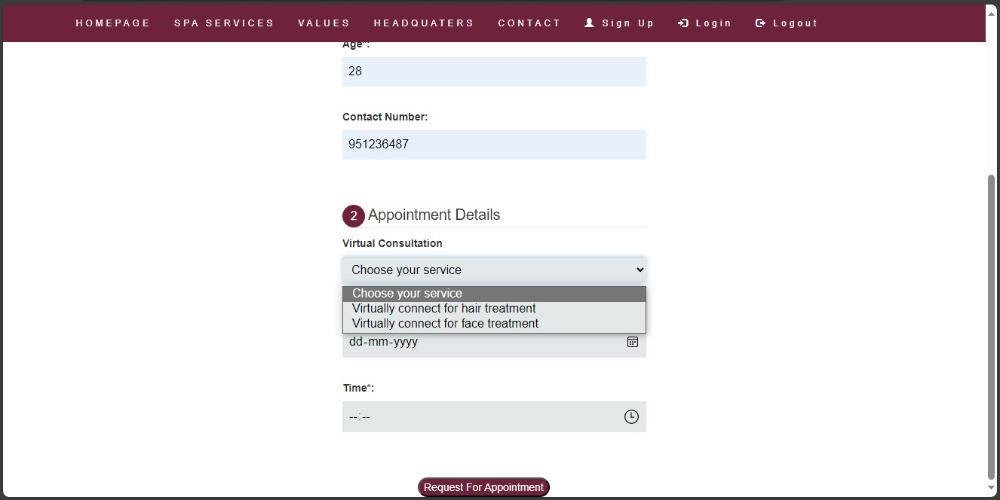 HOMEPAGE SPA SERVICES VALUES HEADQUATERS CONTACT Sign Up Login Logout
Age*:
28
Contact Number:
951236487
2 Appointment Details
Virtual Consultation
Choose your service
Choose your service
Virtually connect for hair treatment
Virtually connect for face treatment
dd-mm-yyyy
Time*:
--:--
Request For Appointment